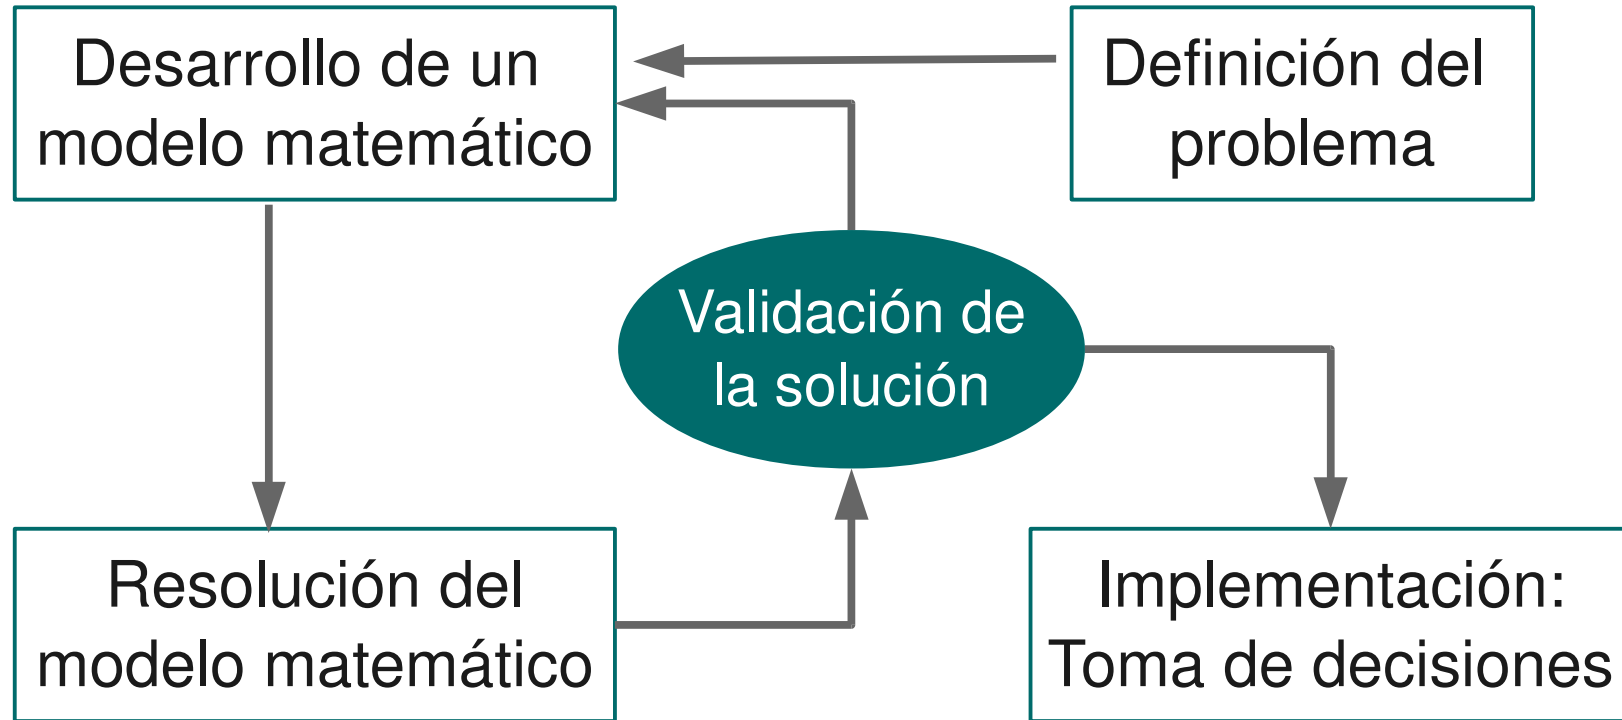 Desarrollo de un
modelo matemático
Definición del
problema
Validación de
la solución
Resolución del
modelo matemático
Implementación:
Toma de decisiones